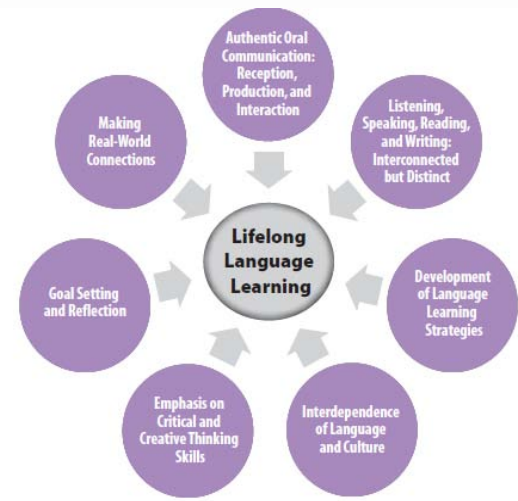 Authentic Oral
Communication:
Reception,
Production, and
Interaction
Listening,
Speaking, Reading,
and Writing:
Interconnected
but Distinct
Development
of Language
Learning
Strategies
Interdependence
of Language
and Culture
Emphasis on
Critical and
Creative Thinking
Skills
Goal Setting
and Reflection
Making
Real-World
Connections
Lifelong
Language
Learning